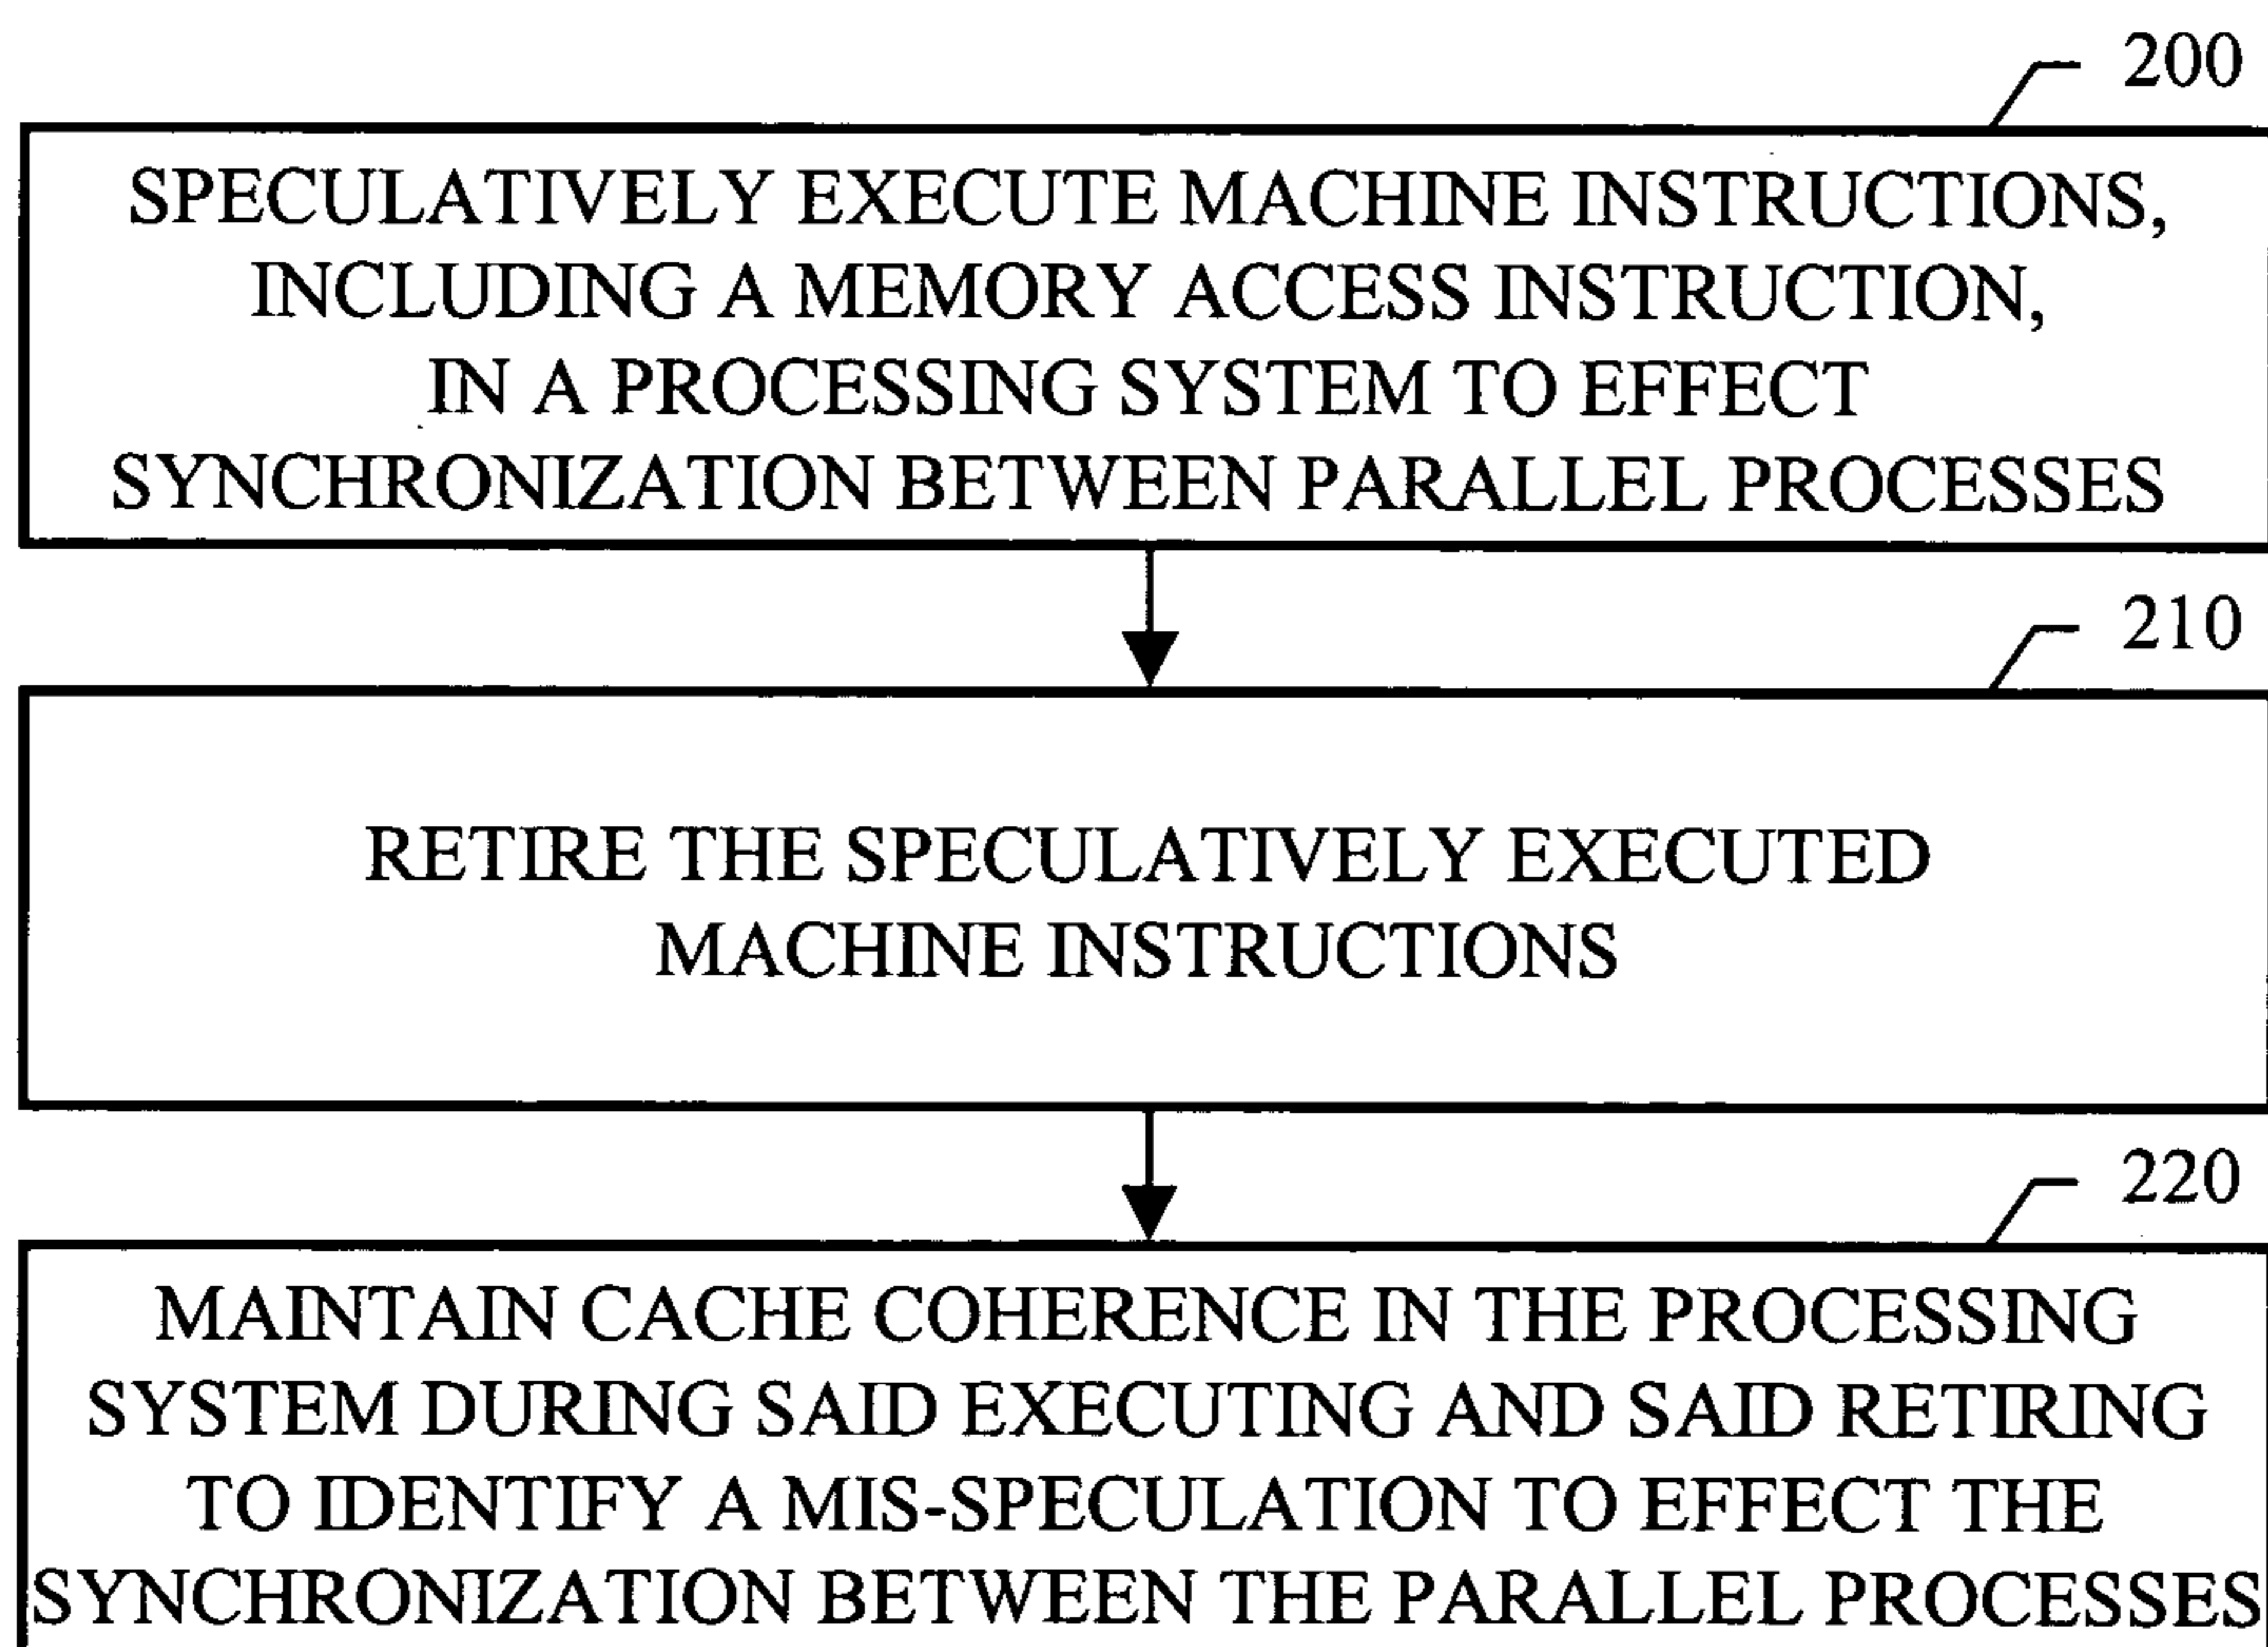 200
SPECULATIVELY EXECUTE MACHINE INSTRUCTIONS,
INCLUDING A MEMORY ACCESS INSTRUCTION,
IN A PROCESSING SYSTEM TO EFFECT
SYNCHRONIZATION BETWEEN PARALLEL PROCESSES
210
RETIRE THE SPECULATIVELY EXECUTED
MACHINE INSTRUCTIONS
220
MAINTAIN CACHE COHERENCE IN THE PROCESSING
SYSTEM DURING SAID EXECUTING AND SAID RETIRING
TO IDENTIFY A MIS-SPECULATION TO EFFECT THE
SYNCHRONIZATION BETWEEN THE PARALLEL PROCESSES